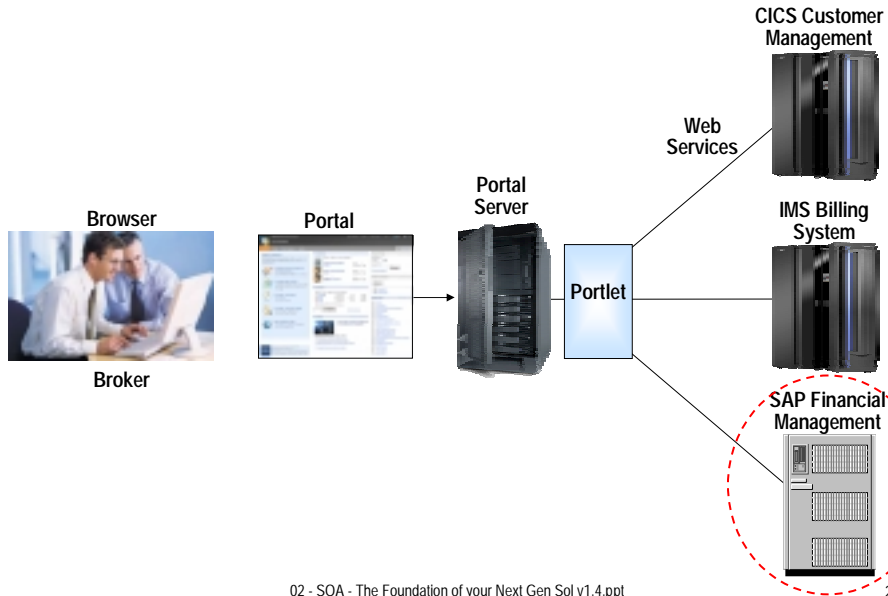 CICS Customer
Management
Web
Services
Portal
Server
IMS Billing
System
Browser
Portal
Portlet
Broker
SAP Financial
Management
02 - SOA - The Foundation of your Next Gen Sol v1.4.ppt